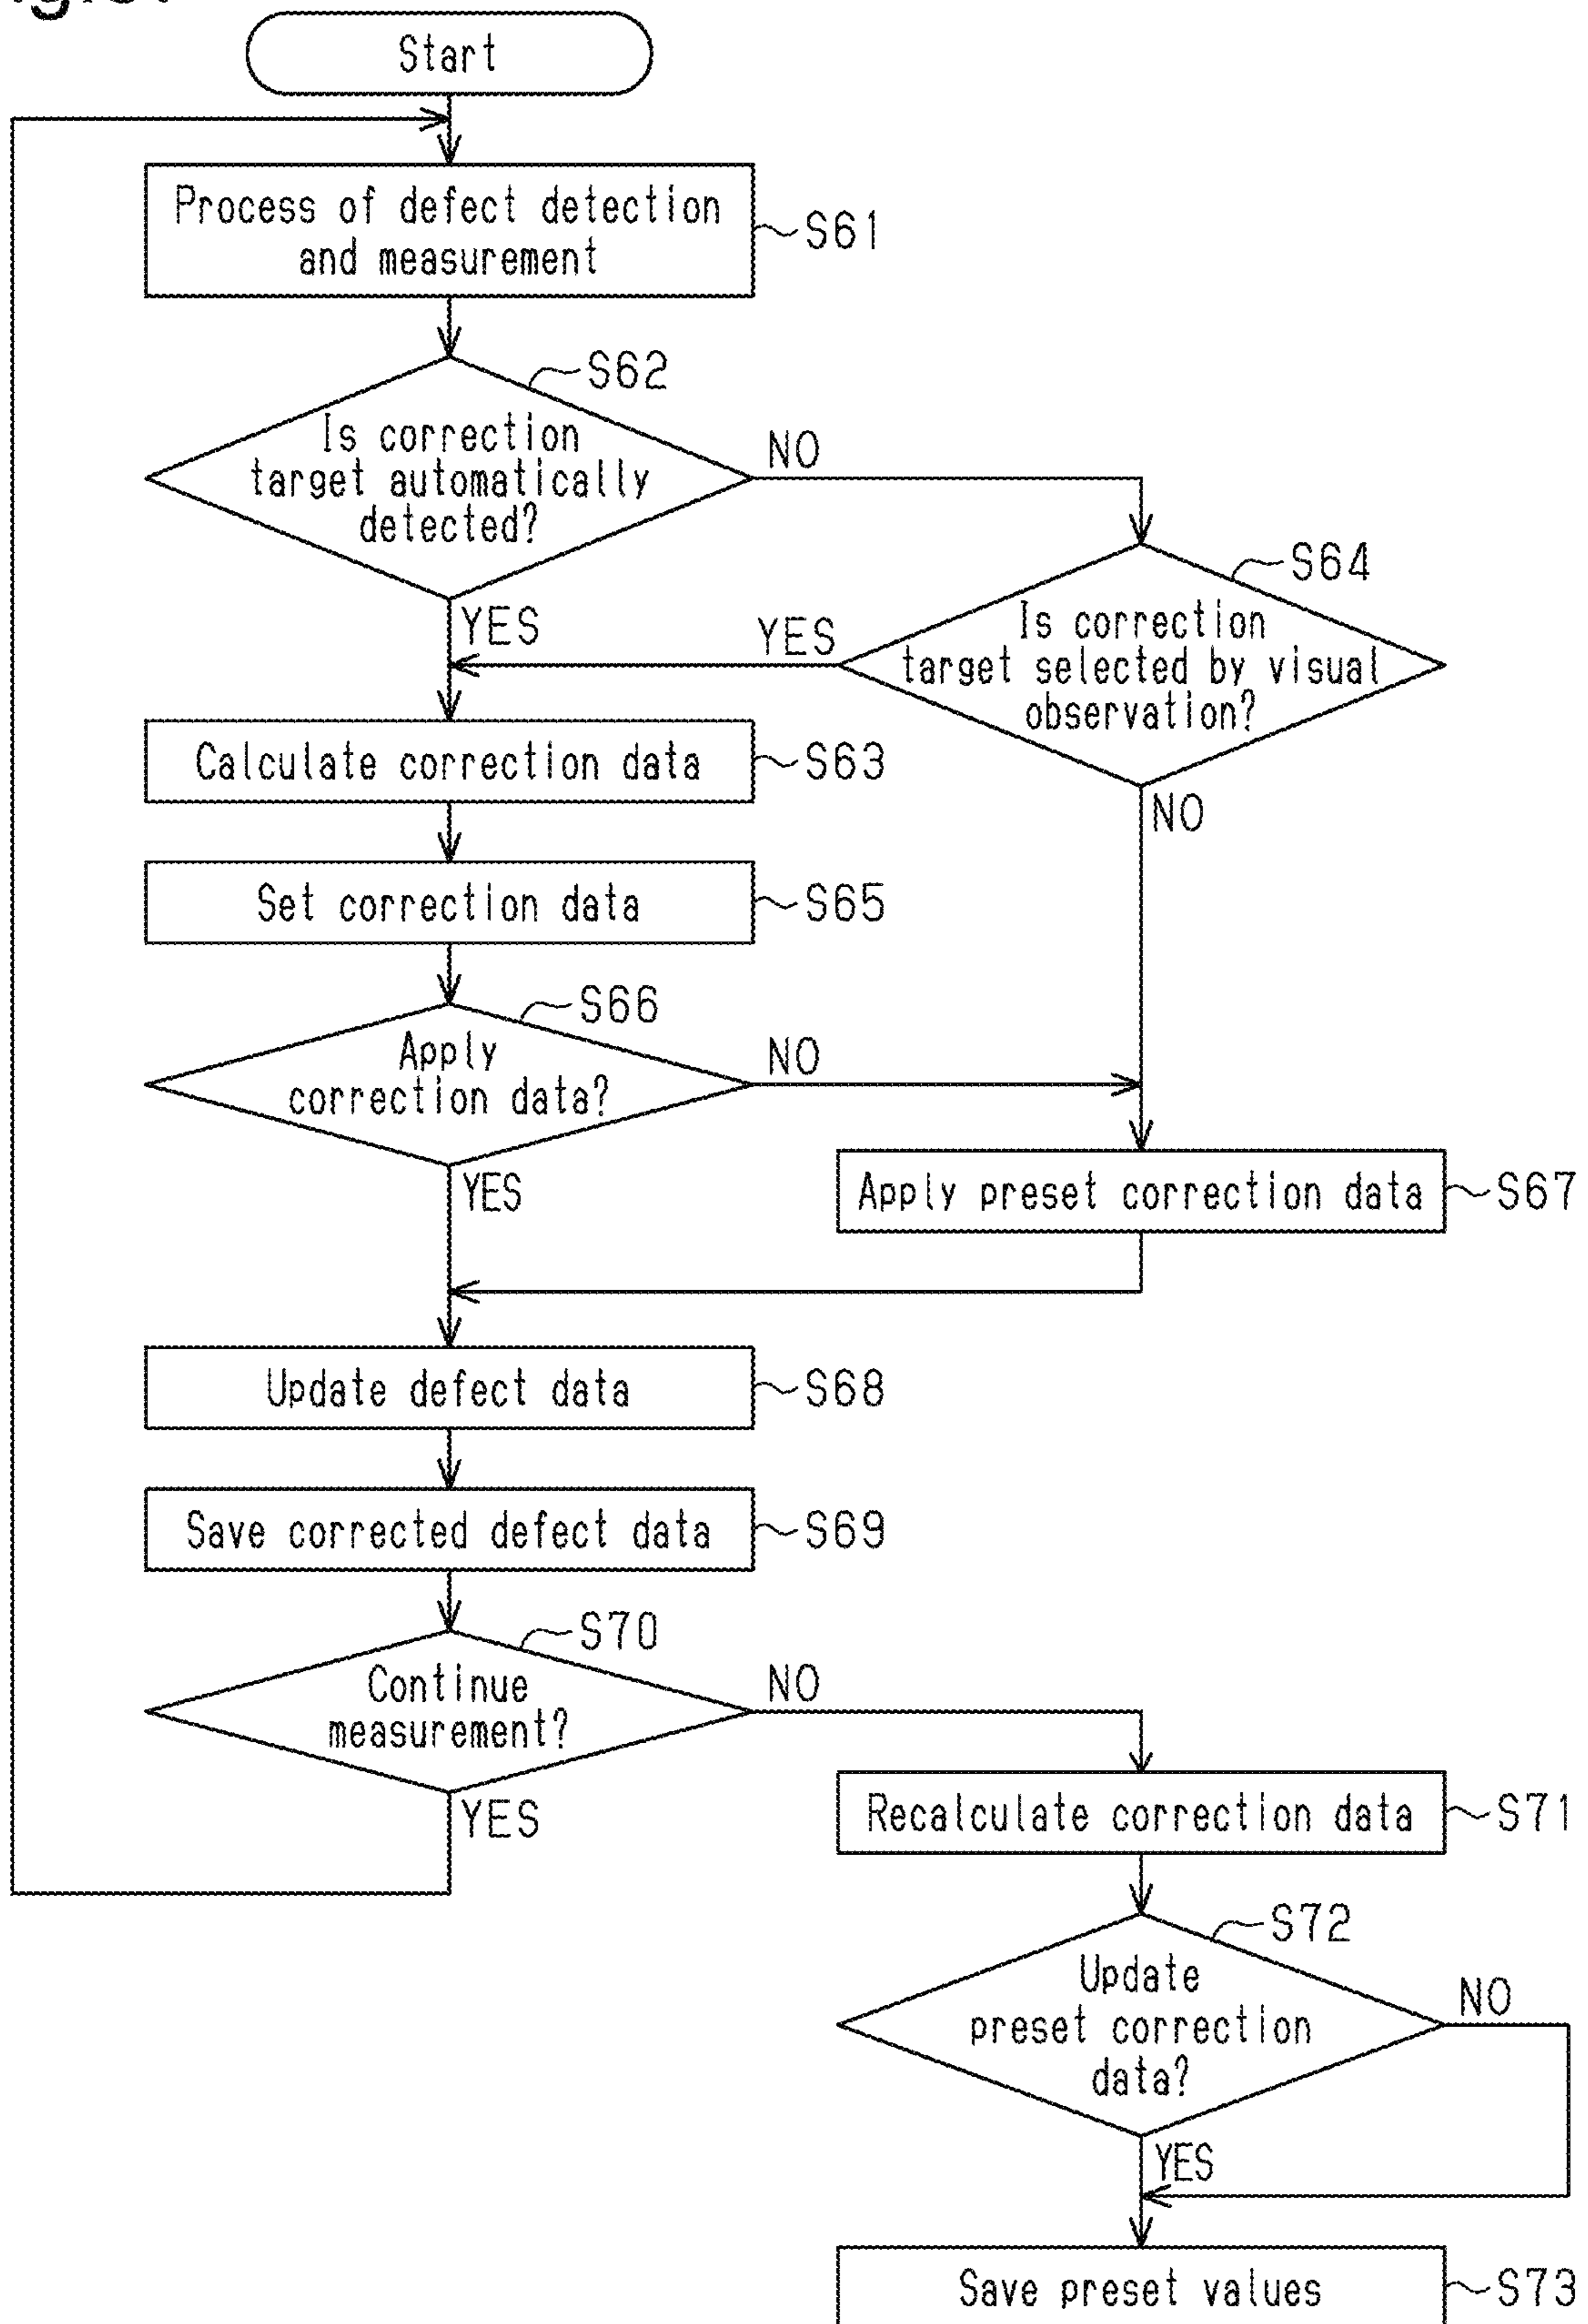 Start
Process of defect detection
and measurement
S61
S62
Is correction
target automatically
detected?
NO
YES
S64
Is correction
target selected by visual
observation?
YES
NO
Calculate correction data
S63
Set correction data
S65
S66
Apply
correction data?
NO
YES
Apply preset correction data
S67
Update defect data
S68
Save corrected defect data
S69
S70
Continue
measurement?
NO
YES
Recalculate correction data
S71
S72
Update
preset correction
data?
NO
YES
Save preset values
S73